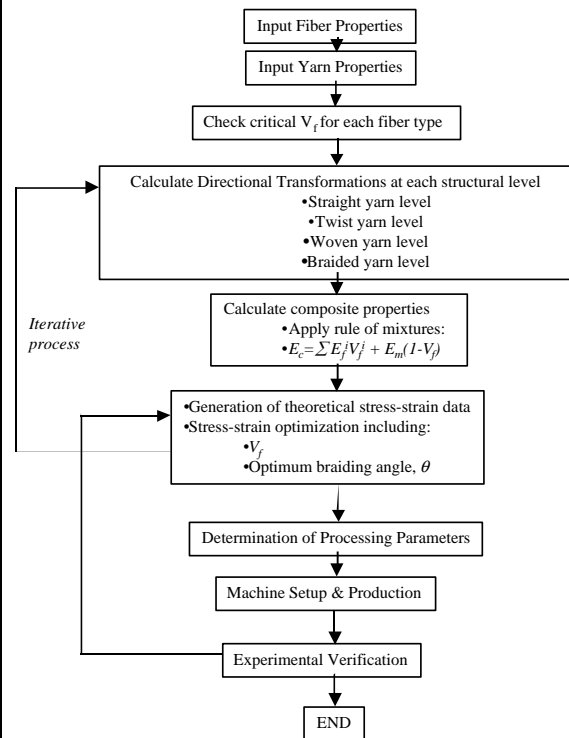 Input Fiber Properties
Input Yarn Properties
Check critical V_f for each fiber type
Calculate Directional Transformations at each structural level
•Straight yarn level
•Twist yarn level
•Woven yarn level
•Braided yarn level
Iterative
process
Calculate composite properties
•Apply rule of mixtures:
•E_c=∑E_f^i V_f^i + E_m(1-V_f)
•Generation of theoretical stress-strain data
•Stress-strain optimization including:
•V_f
•Optimum braiding angle, θ
Determination of Processing Parameters
Machine Setup & Production
Experimental Verification
END